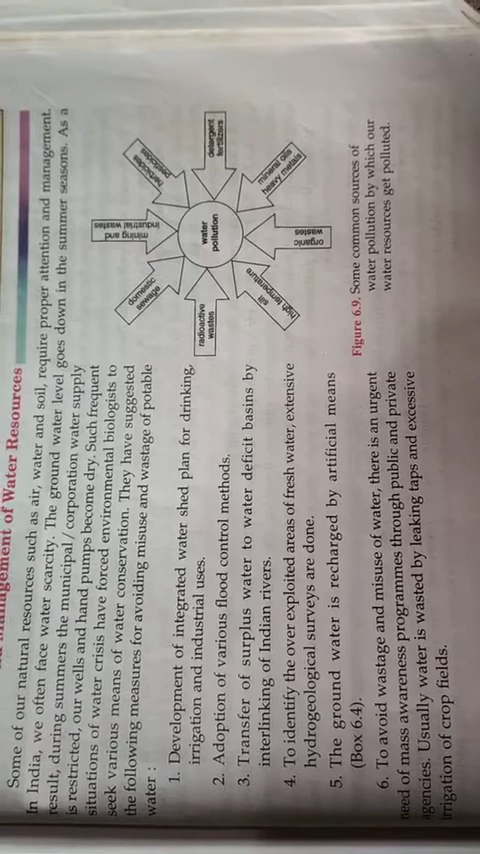 Management of Water Resources
Some of our natural resources such as air, water and soil, require proper attention and management.
In India, we often face water scarcity. The ground water level goes down in the summer seasons. As a
result, during summers the municipal/corporation water supply
is restricted, our wells and hand pumps become dry. Such frequent
situations of water crisis have forced environmental biologists to
seek various means of water conservation. They have suggested
the following measures for avoiding misuse and wastage of potable
water :
1. Development of integrated water shed plan for drinking,
irrigation and industrial uses.
2. Adoption of various flood control methods.
3. Transfer of surplus water to water deficit basins by
interlinking of Indian rivers.
4. To identify the over exploited areas of fresh water, extensive
hydrogeological surveys are done.
5. The ground water is recharged by artificial means
(Box 6.4).
6. To avoid wastage and misuse of water, there is an urgent
need of mass awareness programmes through public and private
agencies. Usually water is wasted by leaking taps and excessive
irrigation of crop fields.
water
pollution
mining and
industrial wastes
herbicides
pesticides
detergent
fertilizers
mineral oils
heavy metals
organic
wastes
silt
high temperature
radioactive
wastes
domestic
sewage
Figure 6.9. Some common sources of
water pollution by which our
water resources get polluted.